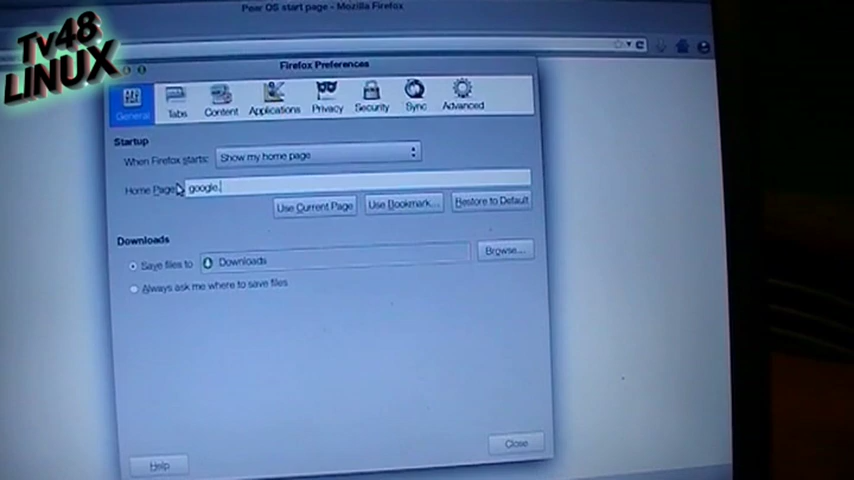 Pear OS start page - Mozilla Firefox
Tv48
LINUX
Firefox Preferences
General Tabs Content Applications Privacy Security Sync Advanced
Startup
When Firefox starts: Show my home page
Home Page: google.
Use Current Page Use Bookmark... Restore to Default
Downloads
Save files to Downloads Browse...
Always ask me where to save files
Help Close